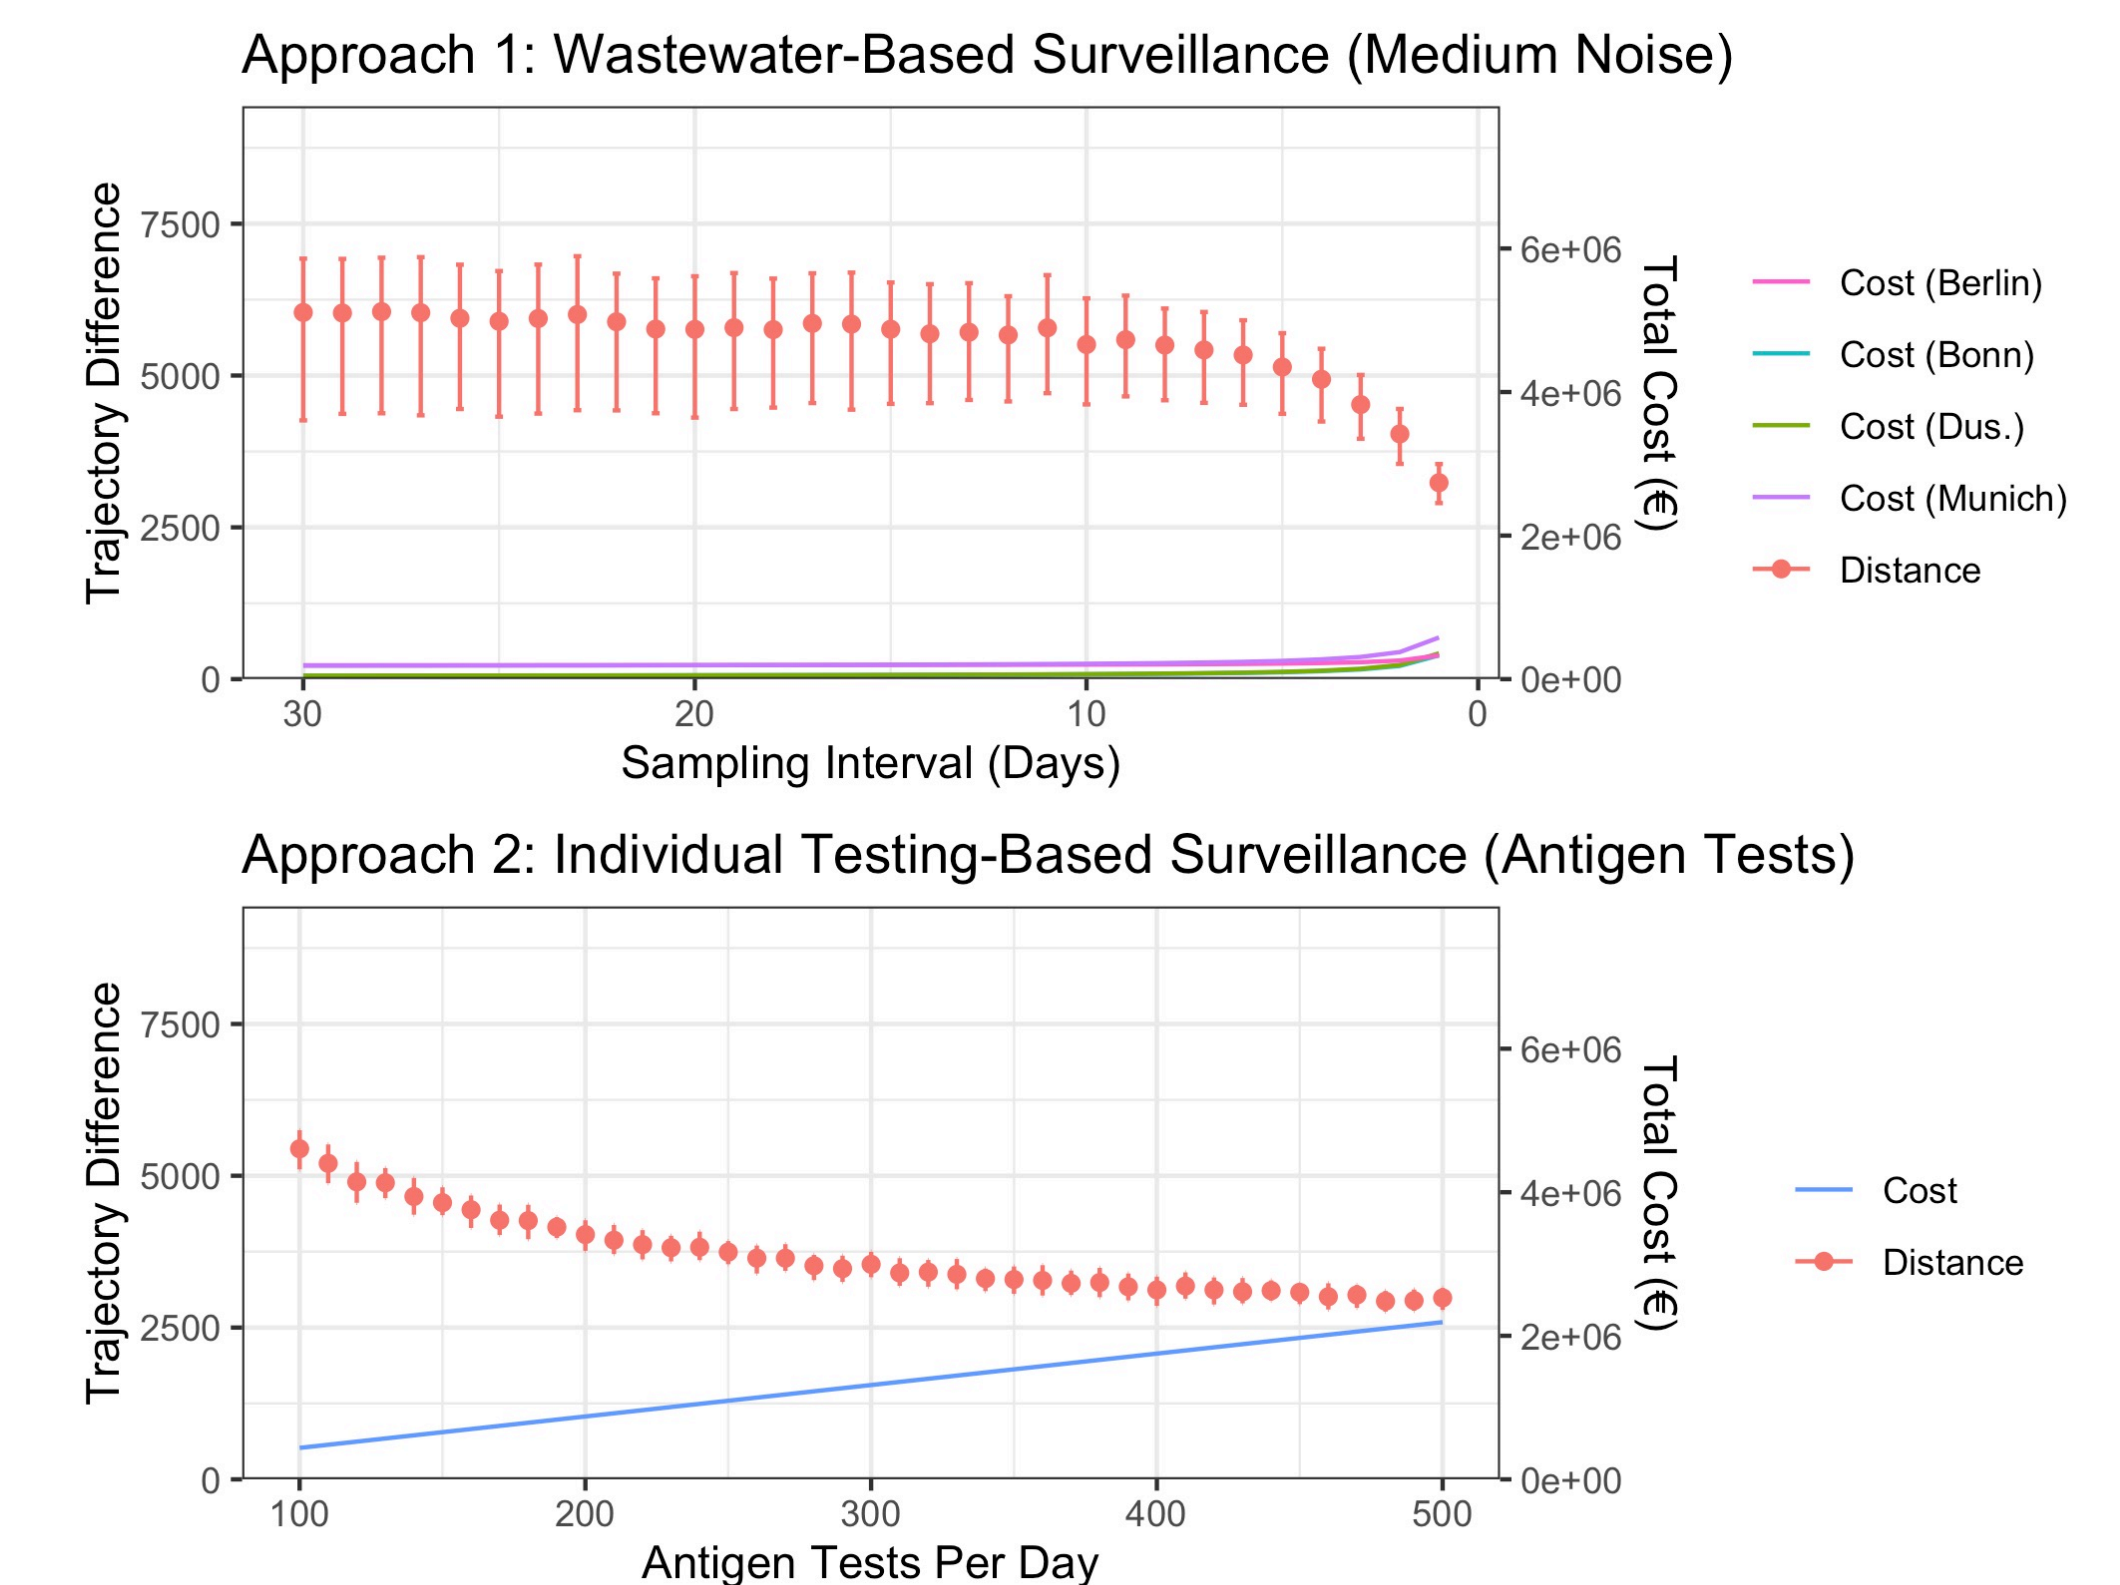 Approach 1: Wastewater-Based Surveillance (Medium Noise)
Trajectory Difference
7500
5000
2500
0
30
20
10
0
Sampling Interval (Days)
6e+06
4e+06
2e+06
0e+00
Total Cost (€)
Cost (Berlin)
Cost (Bonn)
Cost (Dus.)
Cost (Munich)
Distance
Approach 2: Individual Testing-Based Surveillance (Antigen Tests)
Trajectory Difference
7500
5000
2500
0
100
200
300
400
500
Antigen Tests Per Day
6e+06
4e+06
2e+06
0e+00
Total Cost (€)
Cost
Distance